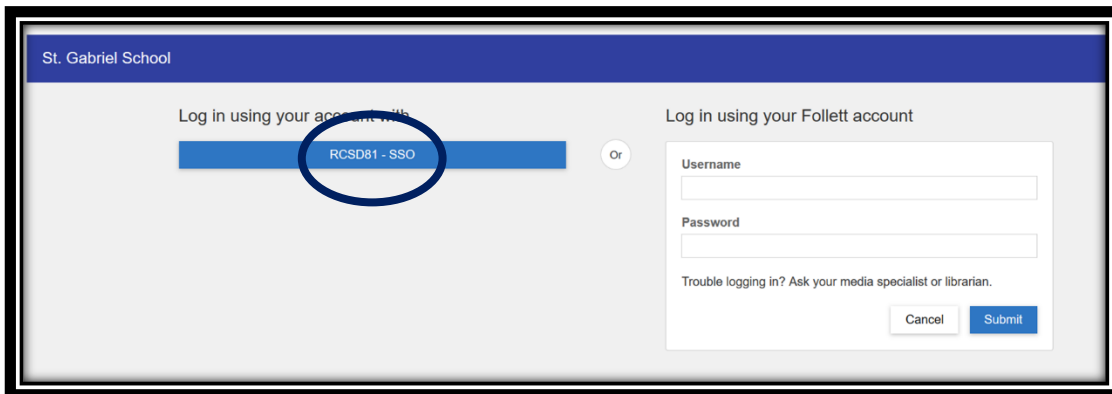 St. Gabriel School
Log in using your account with
RCSD81 - SSO
Or
Log in using your Follett account
Username
Password
Trouble logging in? Ask your media specialist or librarian.
Cancel
Submit